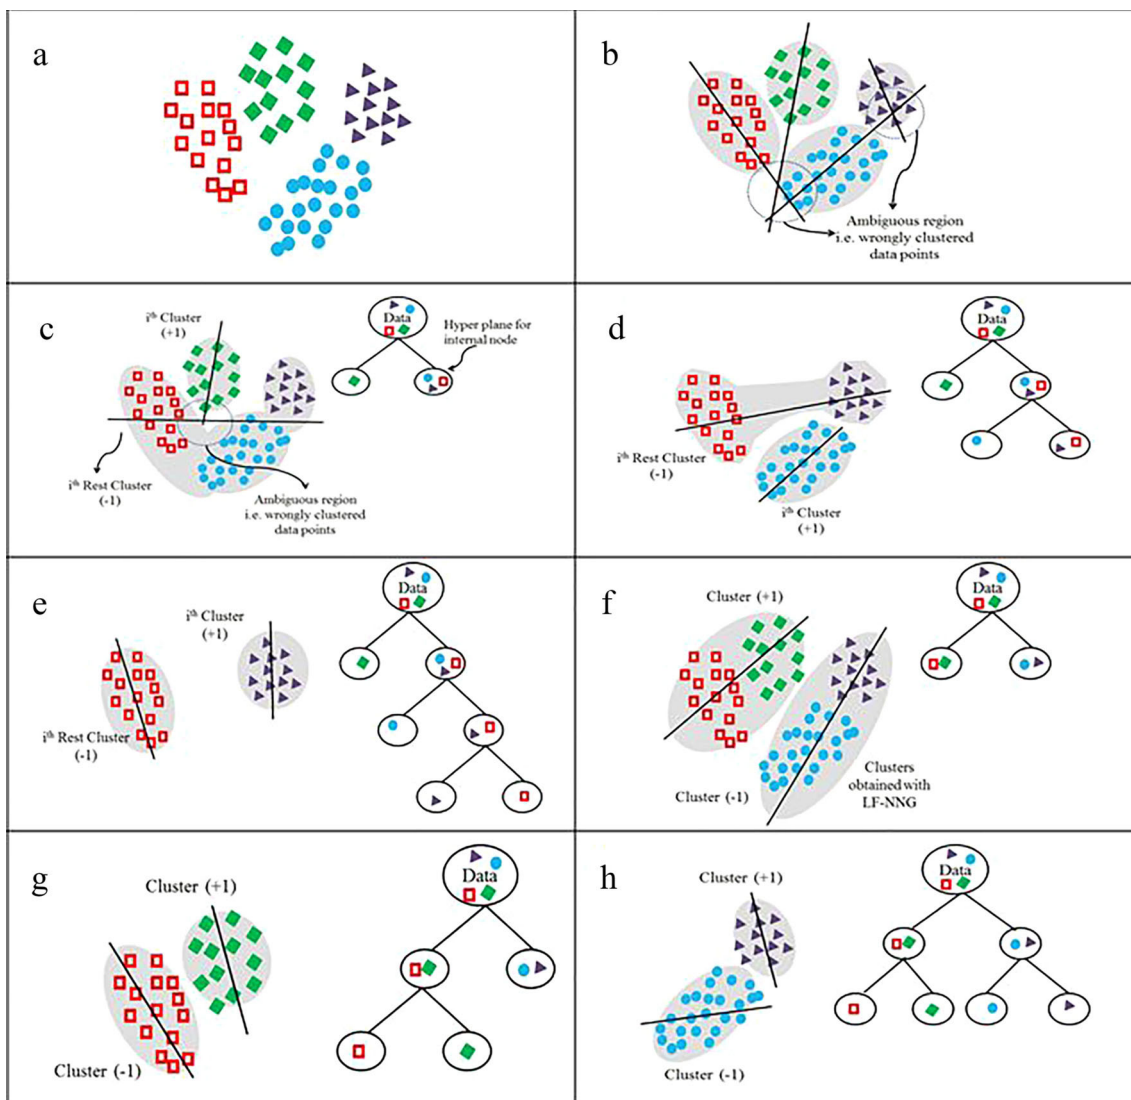 a
b
Ambiguous region
i.e. wrongly clustered
data points
c
iᵗʰ Cluster
(+1)
Data
Hyper plane for
internal node
iᵗʰ Rest Cluster
(-1)
Ambiguous region
i.e. wrongly clustered
data points
d
Data
iᵗʰ Rest Cluster
(-1)
iᵗʰ Cluster
(+1)
e
iᵗʰ Cluster
(+1)
Data
iᵗʰ Rest Cluster
(-1)
f
Cluster (+1)
Data
Cluster (-1)
Clusters
obtained with
LF-NNG
g
Cluster (+1)
Data
Cluster (-1)
h
Cluster (+1)
Data
Cluster (-1)